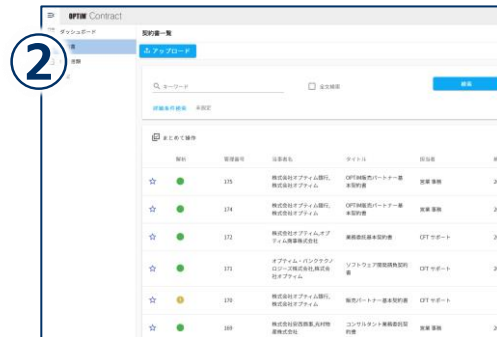 OPTiM Contract
②
ダッシュボード
契約書一覧
アップロード
キーワード
全文検索
検索
詳細条件検索 未設定
まとめて操作
解析 管理番号 当事者名 タイトル 担当者
175 株式会社オプティム銀行, 株式会社オプティム OPTiM販売パートナー基本契約書 営業 事務
174 株式会社オプティム銀行, 株式会社オプティム OPTiM販売パートナー基本契約書 営業 事務
172 株式会社オプティム,オプティム商事株式会社 業務委託基本契約書 CFT サポート
171 オプティム・バンクテクノロジーズ株式会社,株式会社オプティム ソフトウェア開発請負契約書 CFT サポート
170 株式会社オプティム銀行, 株式会社オプティム 販売パートナー基本契約書 CFT サポート
169 コンサルタント業務委託契約書 営業 事務